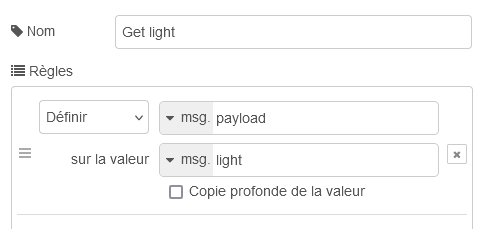 Nom
Get light
Règles
Définir
msg. payload
sur la valeur
msg. light
Copie profonde de la valeur